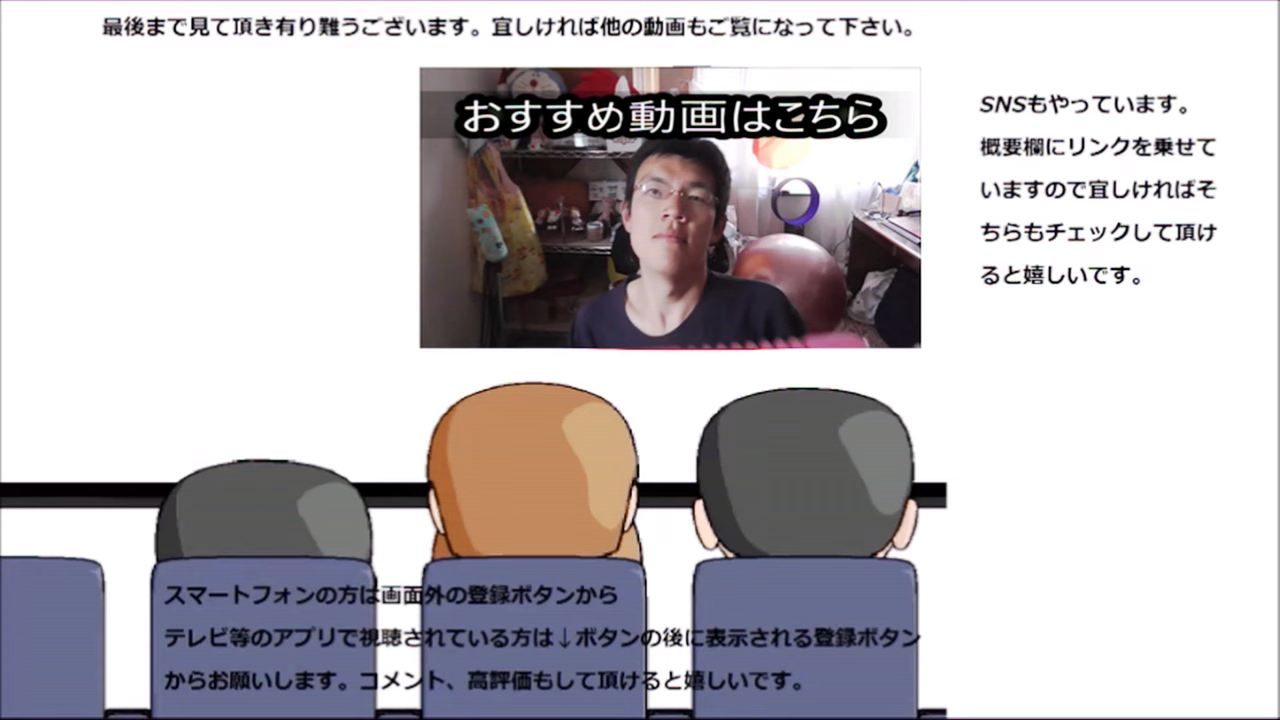 最後まで見て頂き有り難うございます。宜しければ他の動画もご覧になって下さい。
おすすめ動画はこちら
SNSもやっています。
概要欄にリンクを乗せて
いますので宜しければそ
ちらもチェックして頂け
ると嬉しいです。
スマートフォンの方は画面外の登録ボタンから
テレビ等のアプリで視聴されている方は↓ボタンの後に表示される登録ボタン
からお願いします。コメント、高評価もして頂けると嬉しいです。